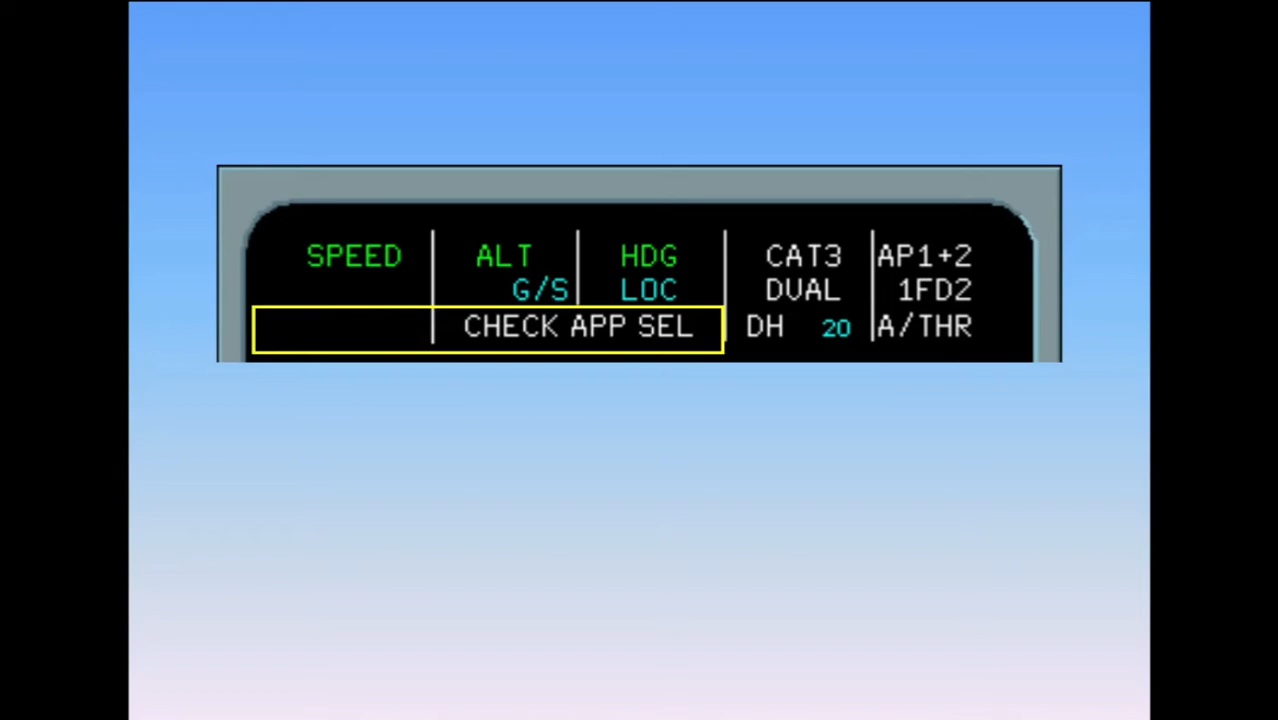 SPEED ALT HDG CAT3 AP1+2
G/S LOC DUAL 1FD2
CHECK APP SEL DH 20 A/THR